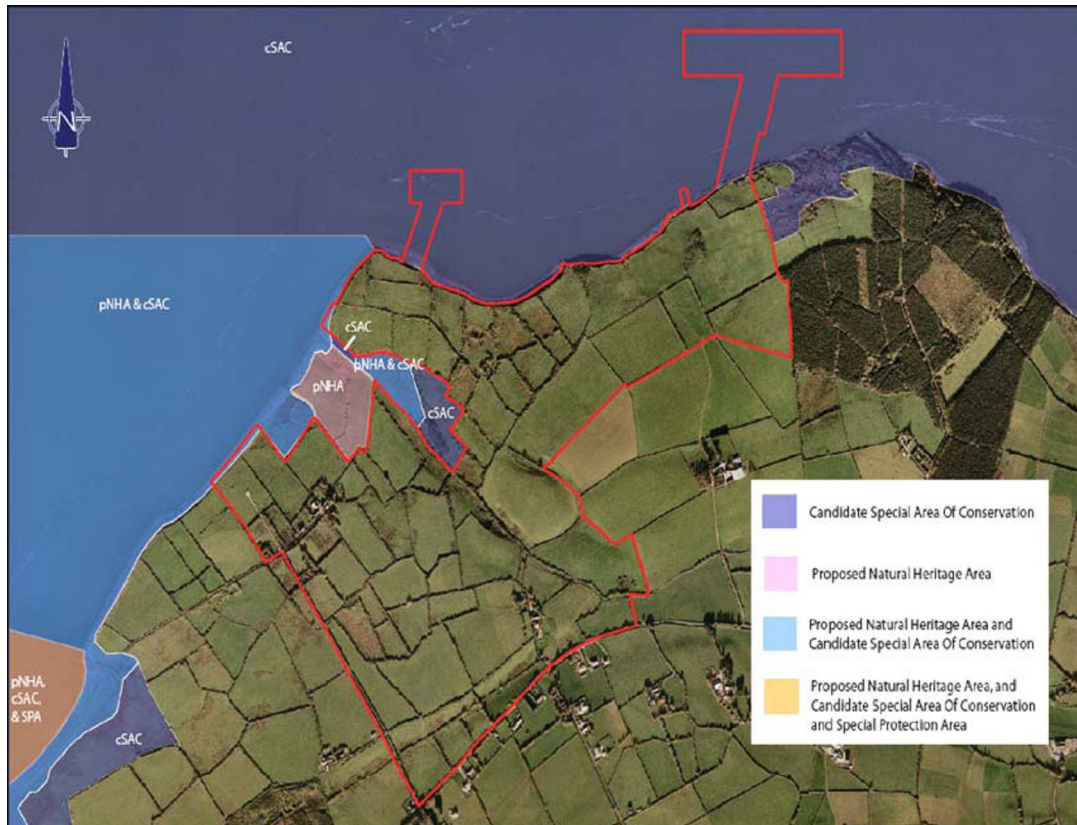 cSAC
N
pNHA & cSAC
cSAC
pNHA & cSAC
pNHA
cSAC
pNHA,
cSAC,
& SPA
cSAC
Candidate Special Area Of Conservation
Proposed Natural Heritage Area
Proposed Natural Heritage Area and
Candidate Special Area Of Conservation
Proposed Natural Heritage Area, and
Candidate Special Area Of Conservation
and Special Protection Area